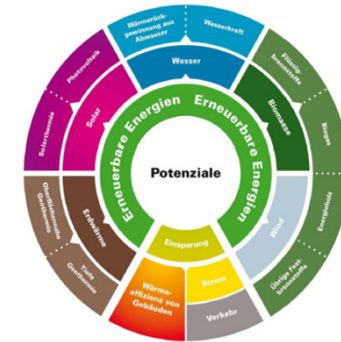 Potenziale
Erneuerbare Energien
Erneuerbare Energien
Einsparung
Wasser
Wärmerück-
gewinnung aus
Abwasser
Wasserkraft
Biomasse
Flüssig-
brennstoffe
Biogas
Energieholz
Übrige Fest-
brennstoffe
Wind
Strom
Verkehr
Wärme-
effizienz von
Gebäuden
Erdwärme
Tiefe
Geothermie
Oberflächennahe
Geothermie
Solar
Solarthermie
Photovoltaik